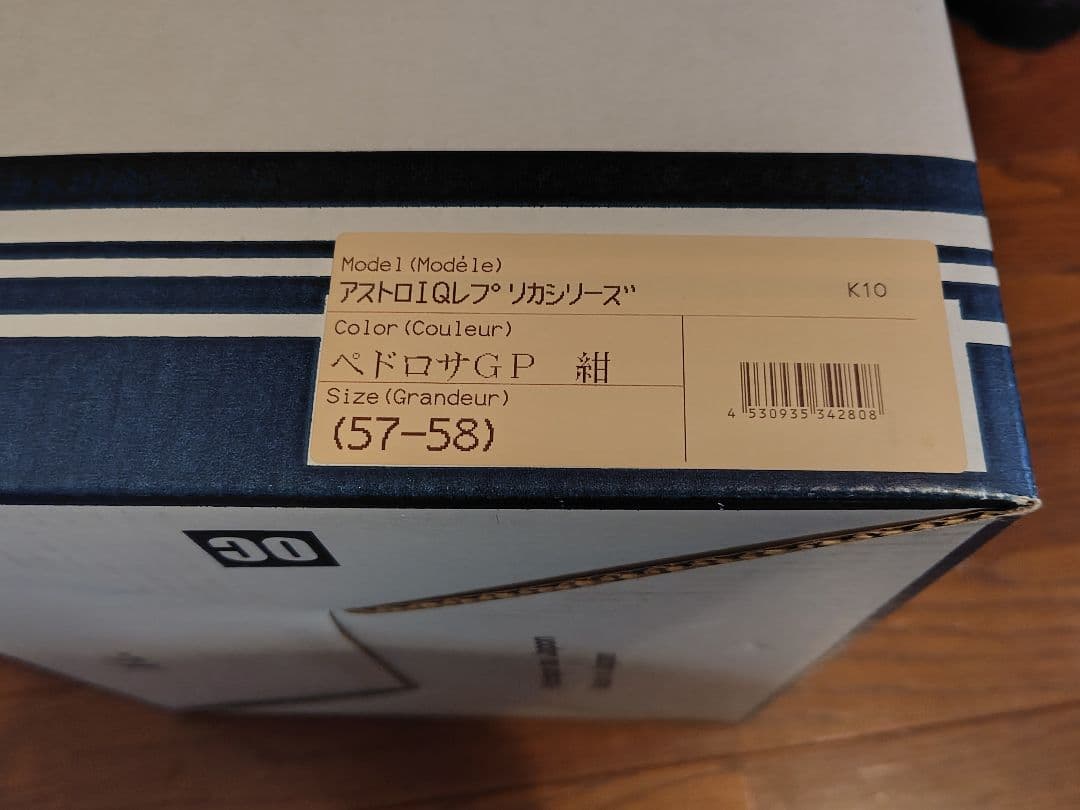 Model(Modéle)
アストロIQレプリカシリーズ
K10
Color(Couleur)
ペドロサGP 紺
Size(Grandeur)
(57-58)
4 530935 342808